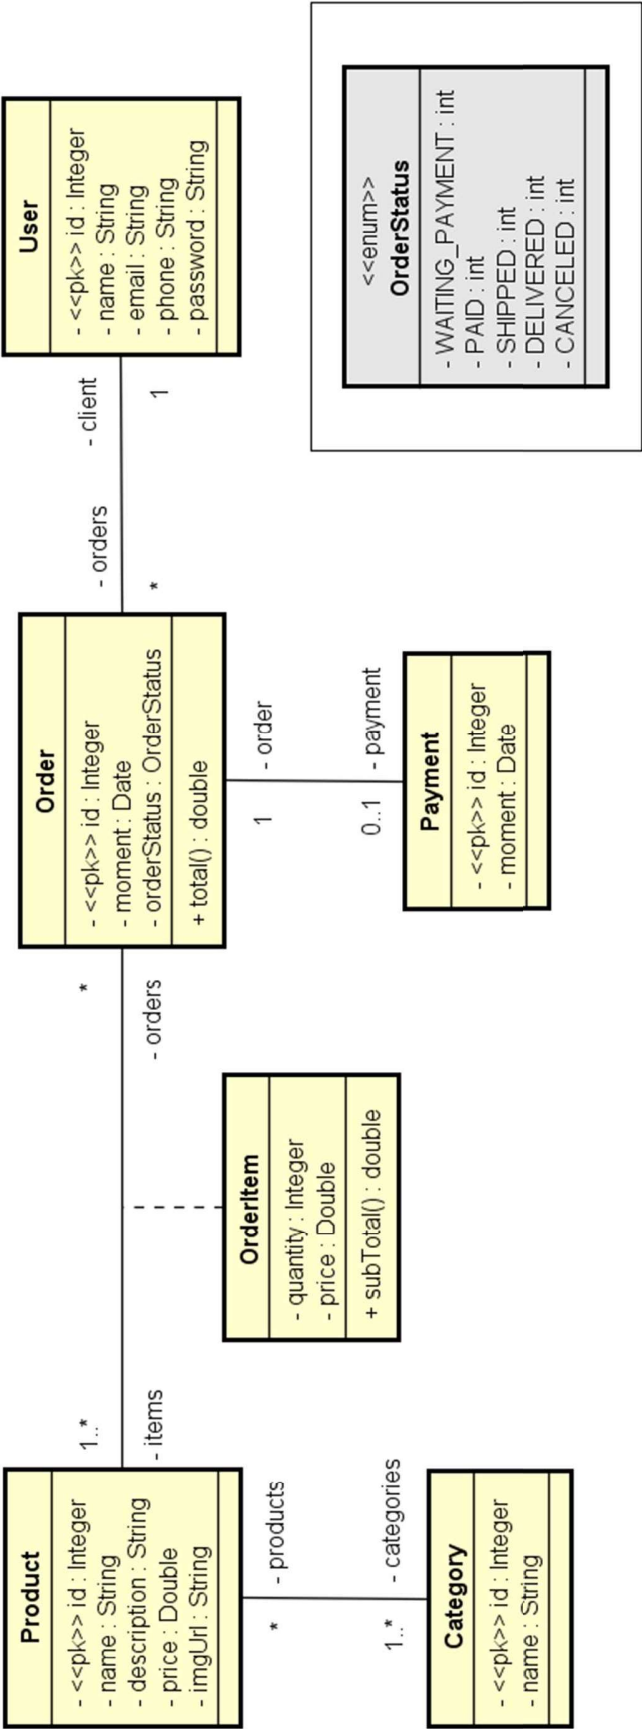 Product
- <<pk>> id : Integer
- name : String
- description : String
- price : Double
- imgUrl : String
1..*
- items
*
- orders
Order
- <<pk>> id : Integer
- moment : Date
- orderStatus : OrderStatus
+ total() : double
- orders
*
- client
1
User
- <<pk>> id : Integer
- name : String
- email : String
- phone : String
- password : String
OrderItem
- quantity : Integer
- price : Double
+ subTotal() : double
- products
*
- categories
1..*
Category
- <<pk>> id : Integer
- name : String
- order
1
- payment
0..1
Payment
- <<pk>> id : Integer
- moment : Date
<<enum>>
OrderStatus
- WAITING_PAYMENT : int
- PAID : int
- SHIPPED : int
- DELIVERED : int
- CANCELED : int